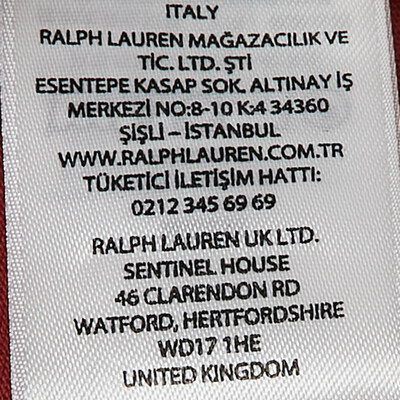 ITALY
RALPH LAUREN MAĞAZACILIK VE
TİC. LTD. ŞTİ
ESENTEPE KASAP SOK. ALTINAY İŞ
MERKEZİ NO:8-10 K:4 34360
ŞİŞLİ – İSTANBUL
WWW.RALPHLAUREN.COM.TR
TÜKETİCİ İLETİŞİM HATTI:
0212 345 69 69
RALPH LAUREN UK LTD.
SENTINEL HOUSE
46 CLARENDON RD
WATFORD, HERTFORDSHIRE
WD17 1HE
UNITED KINGDOM